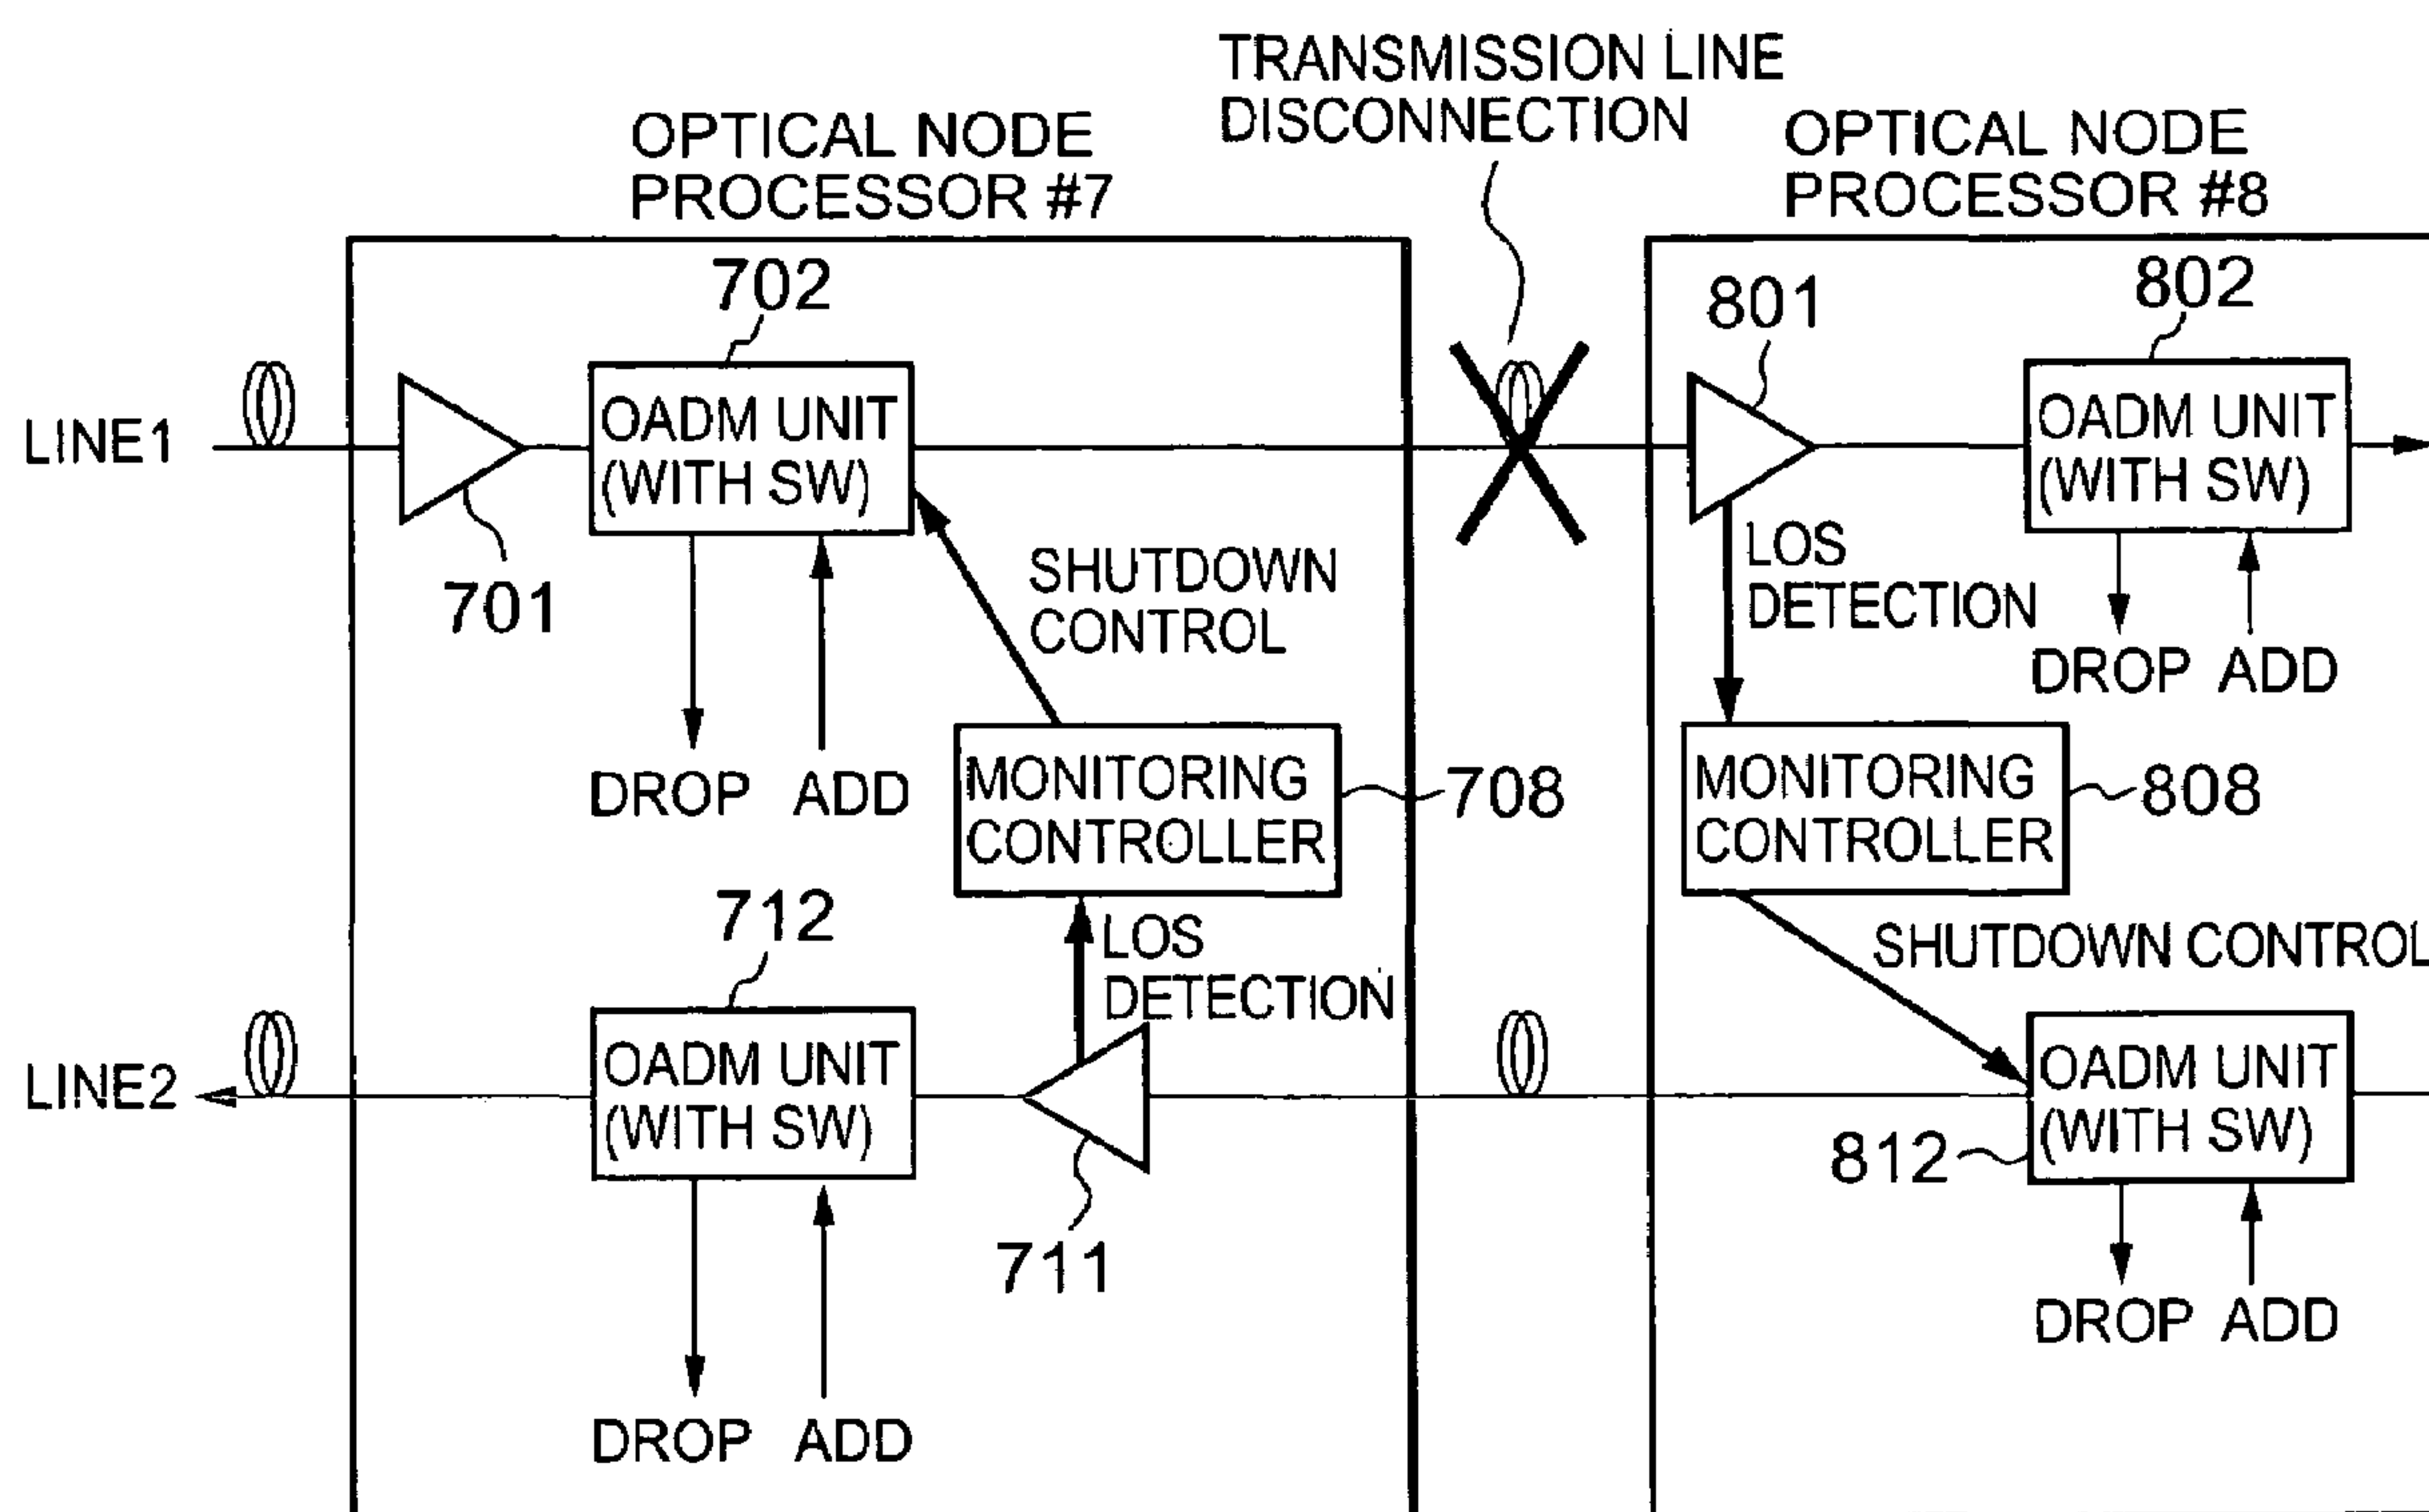 TRANSMISSION LINE
DISCONNECTION
OPTICAL NODE
PROCESSOR #7
OPTICAL NODE
PROCESSOR #8
702
801
802
LINE1
OADM UNIT
(WITH SW)
OADM UNIT
(WITH SW)
701
SHUTDOWN
CONTROL
LOS
DETECTION
DROP ADD
DROP ADD
MONITORING
CONTROLLER
708
MONITORING
CONTROLLER
808
712
LOS
DETECTION
SHUTDOWN CONTROL
LINE2
OADM UNIT
(WITH SW)
OADM UNIT
(WITH SW)
812
711
DROP ADD
DROP ADD